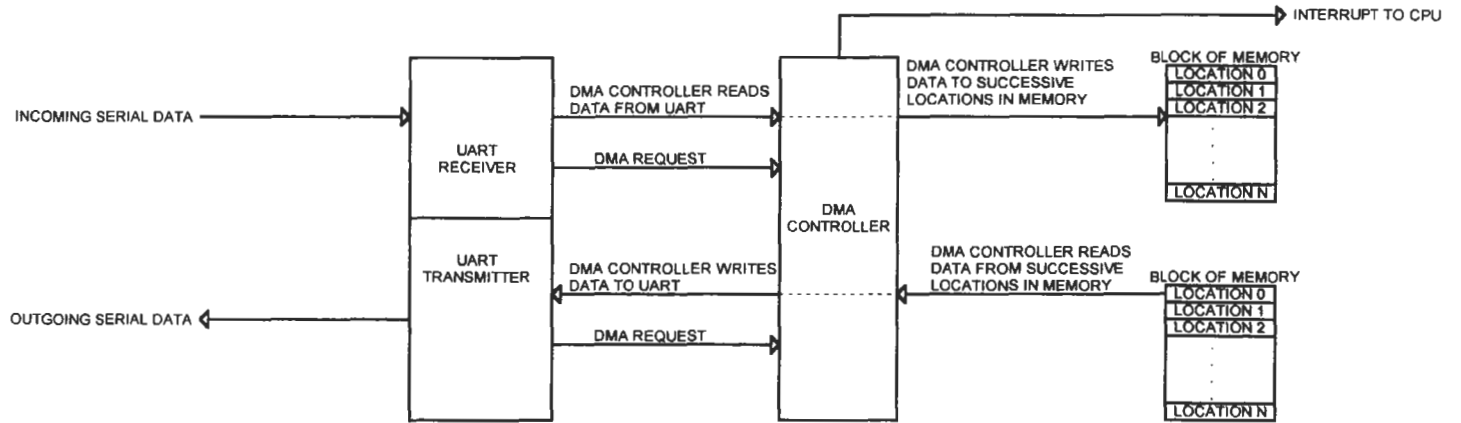 INTERRUPT TO CPU
INCOMING SERIAL DATA
UART
RECEIVER
DMA CONTROLLER READS
DATA FROM UART
DMA REQUEST
DMA CONTROLLER WRITES
DATA TO SUCCESSIVE
LOCATIONS IN MEMORY
BLOCK OF MEMORY
LOCATION 0
LOCATION 1
LOCATION 2
LOCATION N
DMA
CONTROLLER
UART
TRANSMITTER
OUTGOING SERIAL DATA
DMA CONTROLLER WRITES
DATA TO UART
DMA REQUEST
DMA CONTROLLER READS
DATA FROM SUCCESSIVE
LOCATIONS IN MEMORY
BLOCK OF MEMORY
LOCATION 0
LOCATION 1
LOCATION 2
LOCATION N